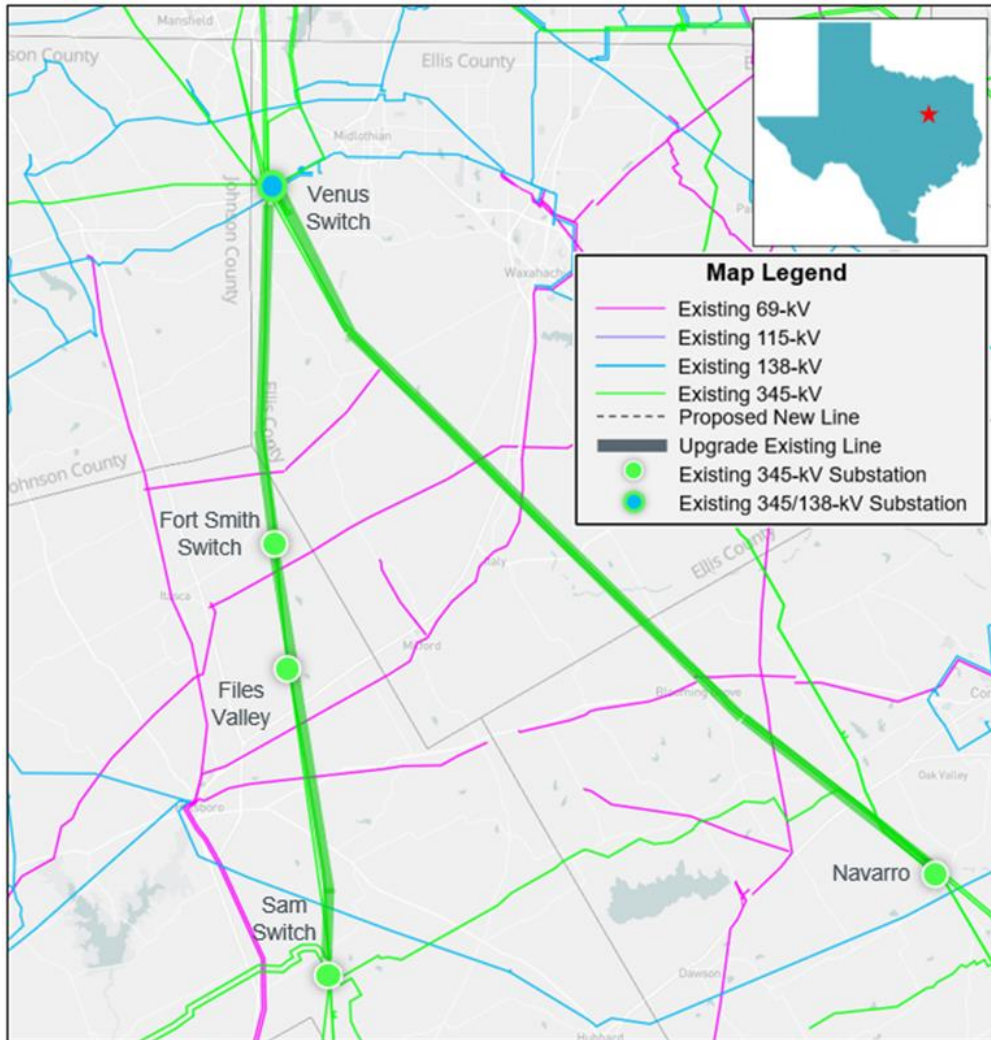 Mansfield
son County
Ellis County
Midlothian
Venus
Switch
Johnson County
Waxahach
Map Legend
Existing 69-kV
Existing 115-kV
Existing 138-kV
Existing 345-kV
Proposed New Line
Upgrade Existing Line
Existing 345-kV Substation
Existing 345/138-kV Substation
Ellis County
ohnson County
Fort Smith
Switch
Itasca
Italy
Ellis County
Milford
Files
Valley
Blooming Grove
Oak Valley
Navarro
Sam
Switch
Dawson
Hubbard